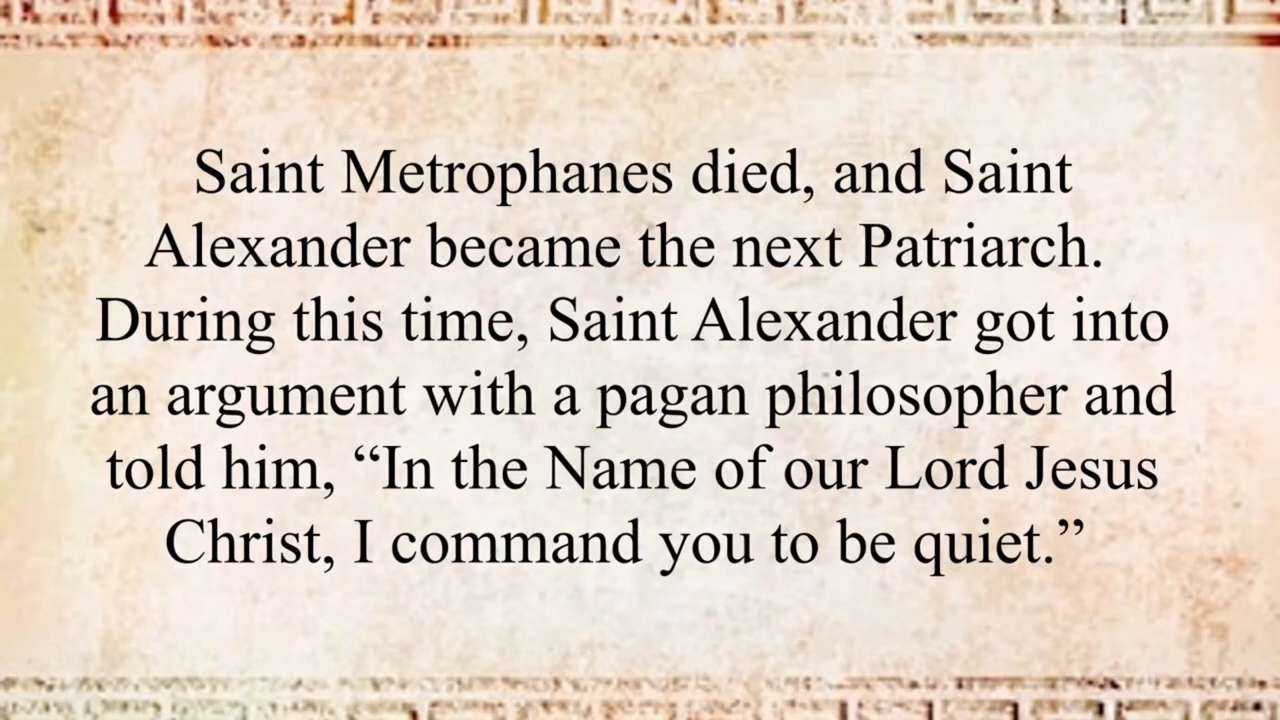 Saint Metrophanes died, and Saint
Alexander became the next Patriarch.
During this time, Saint Alexander got into
an argument with a pagan philosopher and
told him, “In the Name of our Lord Jesus
Christ, I command you to be quiet.”